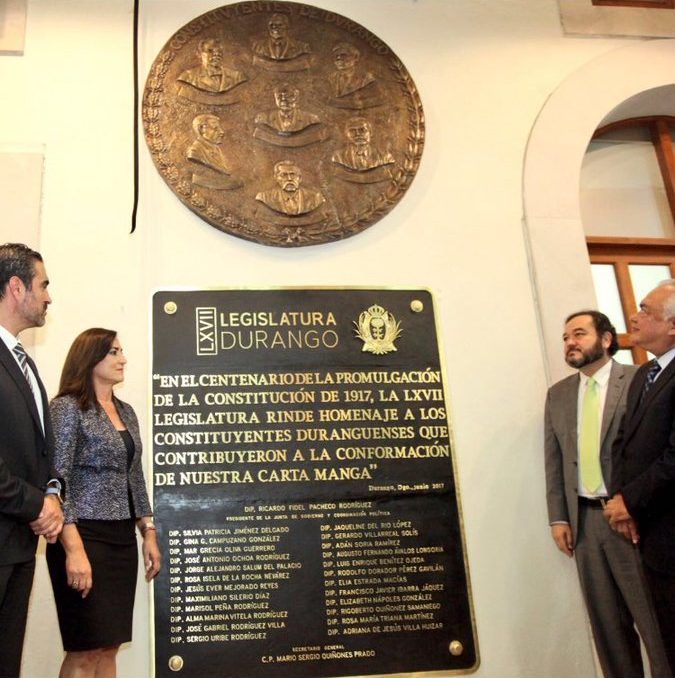 CONSTITUYENTES DE DURANGO
LXVII
LEGISLATURA
DURANGO
"EN EL CENTENARIO DE LA PROMULGACIÓN
DE LA CONSTITUCIÓN DE 1917, LA LXVII
LEGISLATURA RINDE HOMENAJE A LOS
CONSTITUYENTES DURANGUENSES QUE
CONTRIBUYERON A LA CONFORMACIÓN
DE NUESTRA CARTA MANGA"
Durango, Dgo., junio 2017
DIP. RICARDO FIDEL PACHECO RODRÍGUEZ
PRESIDENTE DE LA JUNTA DE GOBIERNO Y COORDINACIÓN POLÍTICA
DIP. SILVIA PATRICIA JIMÉNEZ DELGADO
DIP. GINA G. CAMPUZANO GONZÁLEZ
DIP. MAR GRECIA OLIVA GUERRERO
DIP. JOSÉ ANTONIO OCHOA RODRÍGUEZ
DIP. JORGE ALEJANDRO SALUM DEL PALACIO
DIP. ROSA ISELA DE LA ROCHA NEVÁREZ
DIP. JESÚS EVER MEJORADO REYES
DIP. MAXIMILIANO SILERIO DÍAZ
DIP. MARISOL PEÑA RODRÍGUEZ
DIP. ALMA MARINA VITELA RODRÍGUEZ
DIP. JOSÉ GABRIEL RODRÍGUEZ VILLA
DIP. SERGIO URIBE RODRÍGUEZ
DIP. JAQUELINE DEL RIO LÓPEZ
DIP. GERARDO VILLARREAL SOLÍS
DIP. ADÁN SORIA RAMÍREZ
DIP. AUGUSTO FERNANDO ÁVALOS LONGORIA
DIP. LUIS ENRIQUE BENÍTEZ OJEDA
DIP. RODOLFO DORADOR PÉREZ GAVILÁN
DIP. ELIA ESTRADA MACÍAS
DIP. FRANCISCO JAVIER IBARRA JÁQUEZ
DIP. ELIZABETH NÁPOLES GONZÁLEZ
DIP. RIGOBERTO QUIÑONEZ SAMANIEGO
DIP. ROSA MARÍA TRIANA MARTÍNEZ
DIP. ADRIANA DE JESÚS VILLA HUIZAR
SECRETARIO GENERAL
C.P. MARIO SERGIO QUIÑONES PRADO